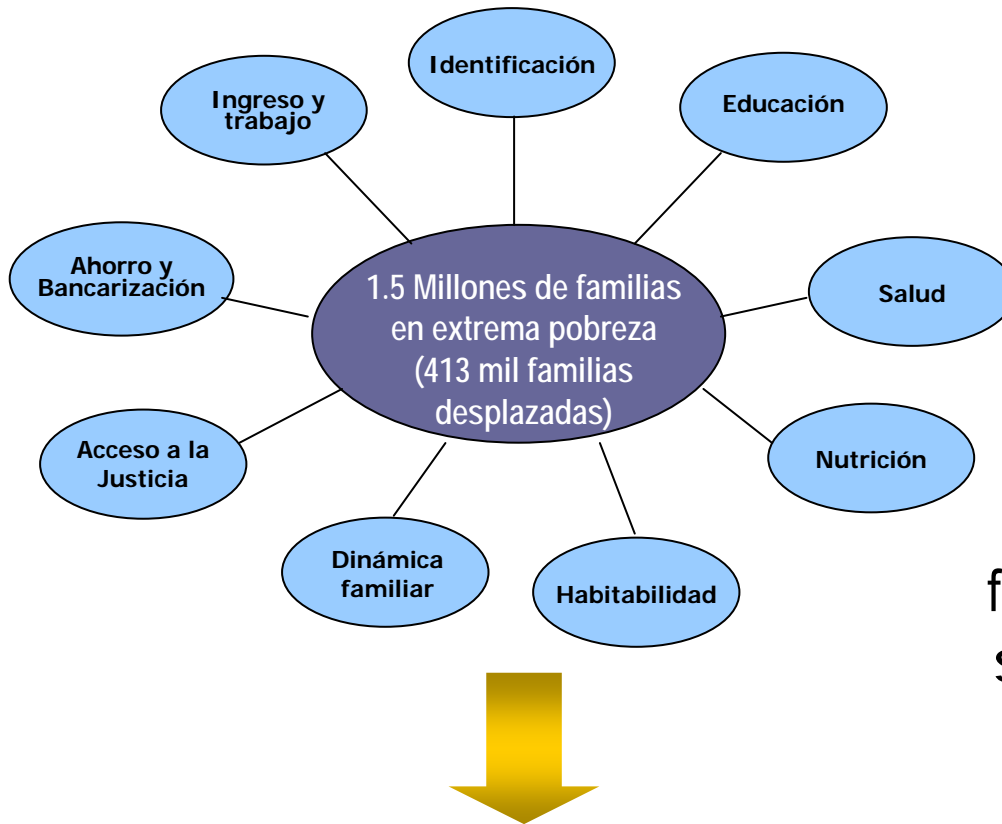 Identificación
Ingreso y
trabajo
Educación
Ahorro y
Bancarización
1.5 Millones de familias
en extrema pobreza
(413 mil familias
desplazadas)
Salud
Acceso a la
Justicia
Nutrición
Dinámica
familiar
Habitabilidad
f
s